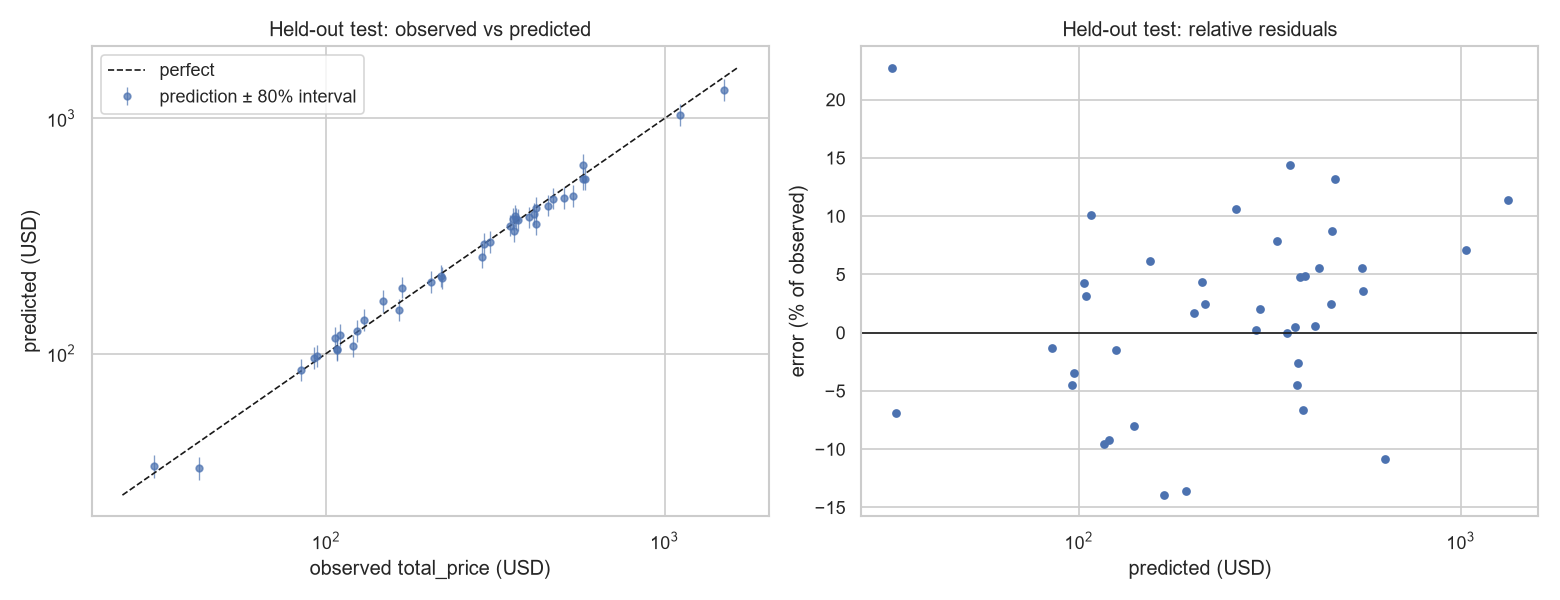 Held-out test: observed vs predicted
perfect
prediction ± 80% interval
10³
10²
predicted (USD)
10² 10³
observed total_price (USD)
Held-out test: relative residuals
20
15
10
5
0
−5
−10
−15
error (% of observed)
10² 10³
predicted (USD)